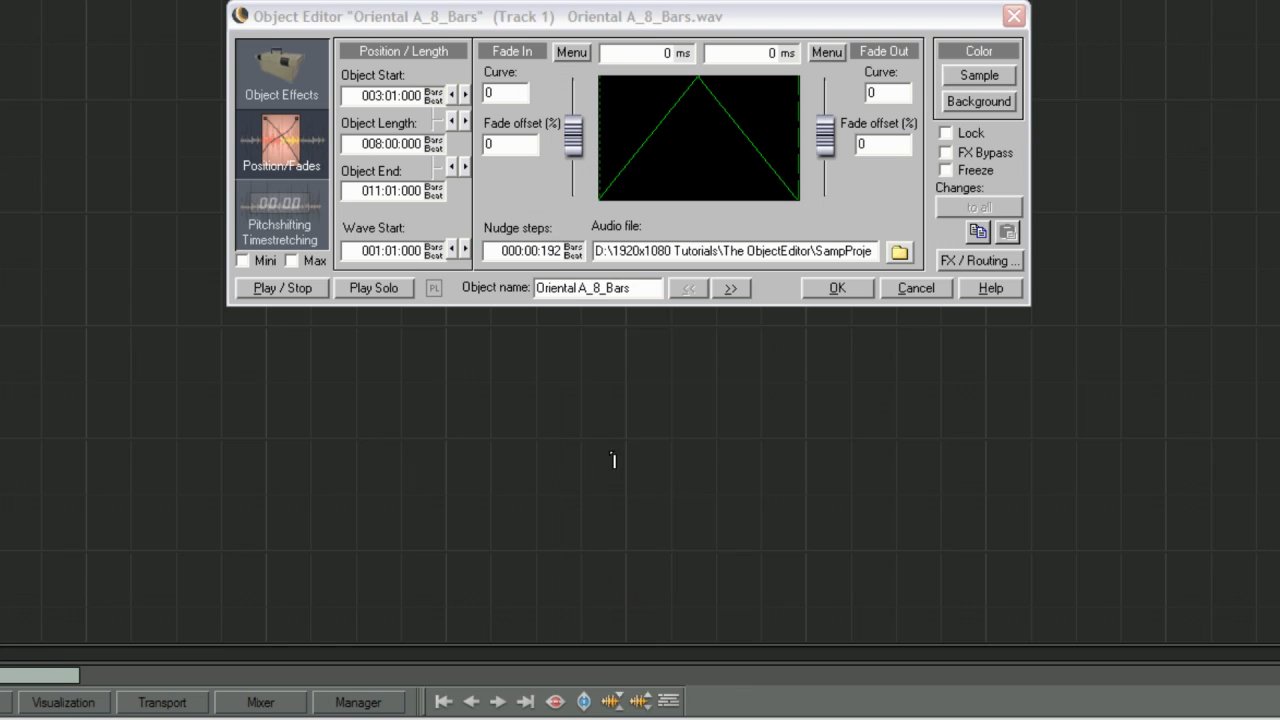 Object Editor "Oriental A_8_Bars" (Track 1) Oriental A_8_Bars.wav
Object Effects
Position/Fades
00:00
Pitchshifting
Timestretching
Mini
Max
Position / Length
Object Start:
003:01:000 Bars Beat
Object Length:
008:00:000 Bars Beat
Object End:
011:01:000 Bars Beat
Wave Start:
001:01:000 Bars Beat
Fade In
Menu
0 ms
0 ms
Menu
Fade Out
Curve:
0
Fade offset (%)
0
Curve:
0
Fade offset (%)
0
Nudge steps:
000:00:192 Bars Beat
Audio file:
D:\1920x1080 Tutorials\The ObjectEditor\SampProje
Color
Sample
Background
Lock
FX Bypass
Freeze
Changes:
to all
FX / Routing ...
Play / Stop
Play Solo
PL
Object name:
Oriental A_8_Bars
<<
>>
OK
Cancel
Help
Visualization
Transport
Mixer
Manager